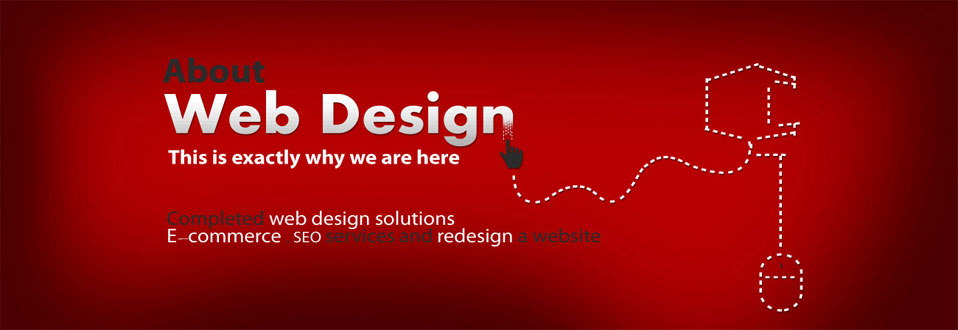 About
Web Design
This is exactly why we are here
Completed web design solutions
E--commerce SEO services and redesign a website